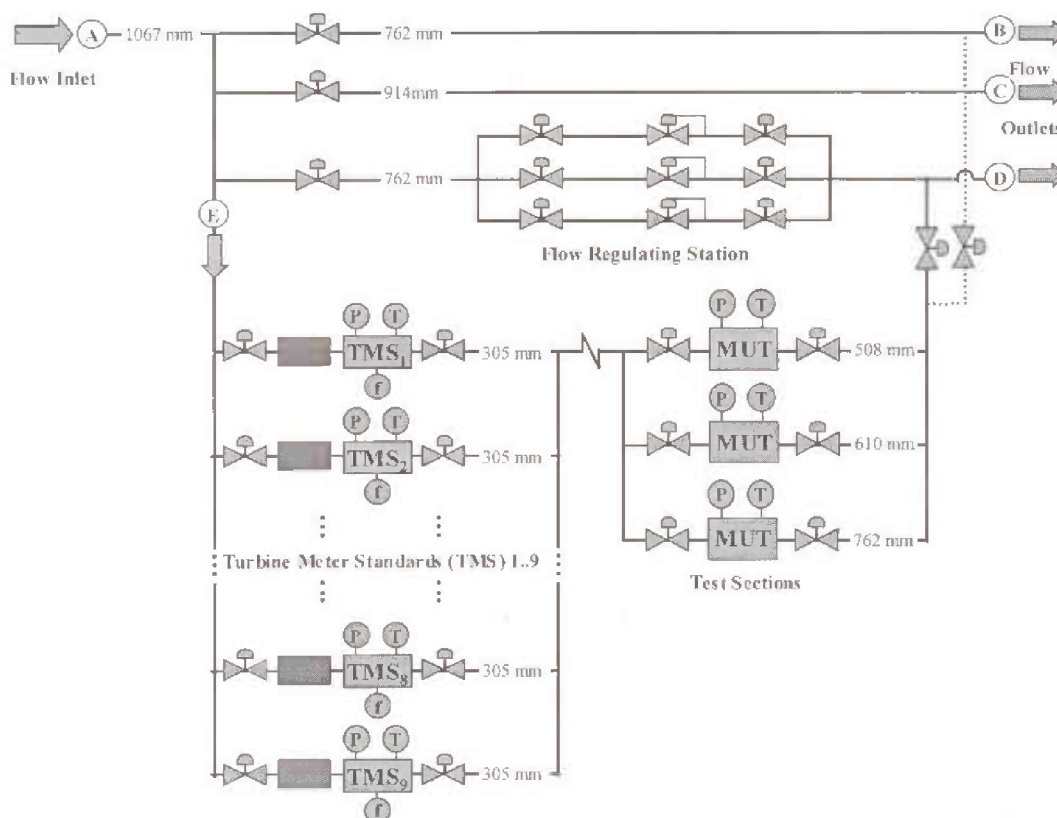 A
1067 mm
762 mm
B
Flow Inlet
Flow
914mm
C
Outlets
762 mm
D
E
Flow Regulating Station
P T
TMS1
f
305 mm
P T
MUT
508 mm
P T
TMS2
f
305 mm
P T
MUT
610 mm
P T
MUT
762 mm
Turbine Meter Standards (TMS) 1..9
Test Sections
P T
TMS8
f
305 mm
P T
TMS9
f
305 mm